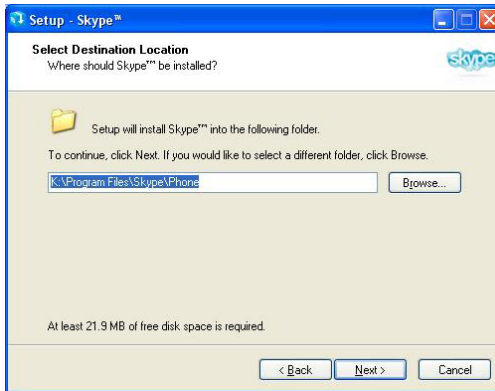 Setup - Skype™
Select Destination Location
Where should Skype™ be installed?
skype
Setup will install Skype™ into the following folder.
To continue, click Next. If you would like to select a different folder, click Browse.
K:\Program Files\Skype\Phone
Browse...
At least 21.9 MB of free disk space is required.
< Back
Next >
Cancel